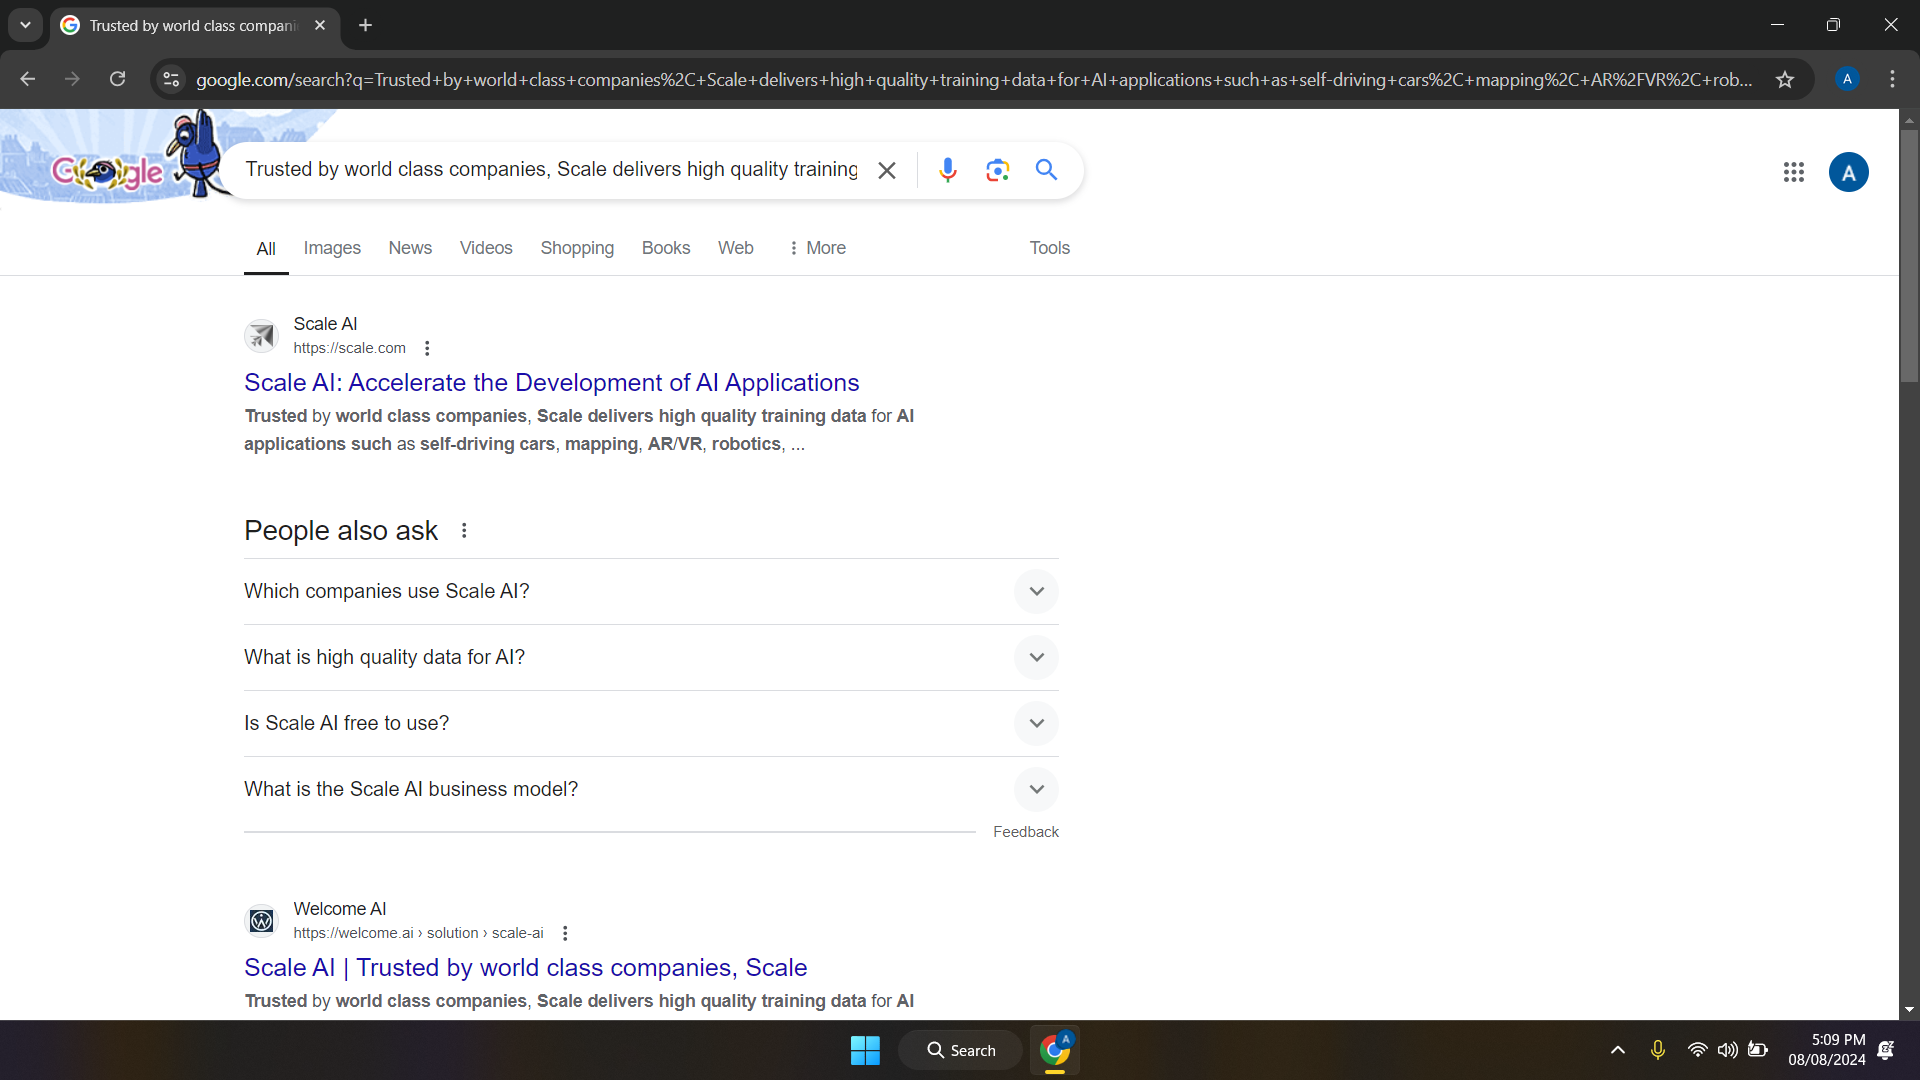 Trusted by world class compani
google.com/search?q=Trusted+by+world+class+companies%2C+Scale+delivers+high+quality+training+data+for+AI+applications+such+as+self-driving+cars%2C+mapping%2C+AR%2FVR%2C+rob...
A
Google
Trusted by world class companies, Scale delivers high quality training
A
All
Images
News
Videos
Shopping
Books
Web
More
Tools
Scale AI
https://scale.com
Scale AI: Accelerate the Development of AI Applications
Trusted by world class companies, Scale delivers high quality training data for AI
applications such as self-driving cars, mapping, AR/VR, robotics, ...
People also ask
Which companies use Scale AI?
What is high quality data for AI?
Is Scale AI free to use?
What is the Scale AI business model?
Feedback
Welcome AI
https://welcome.ai › solution › scale-ai
Scale AI | Trusted by world class companies, Scale
Trusted by world class companies, Scale delivers high quality training data for AI
Search
A
5:09 PM
08/08/2024